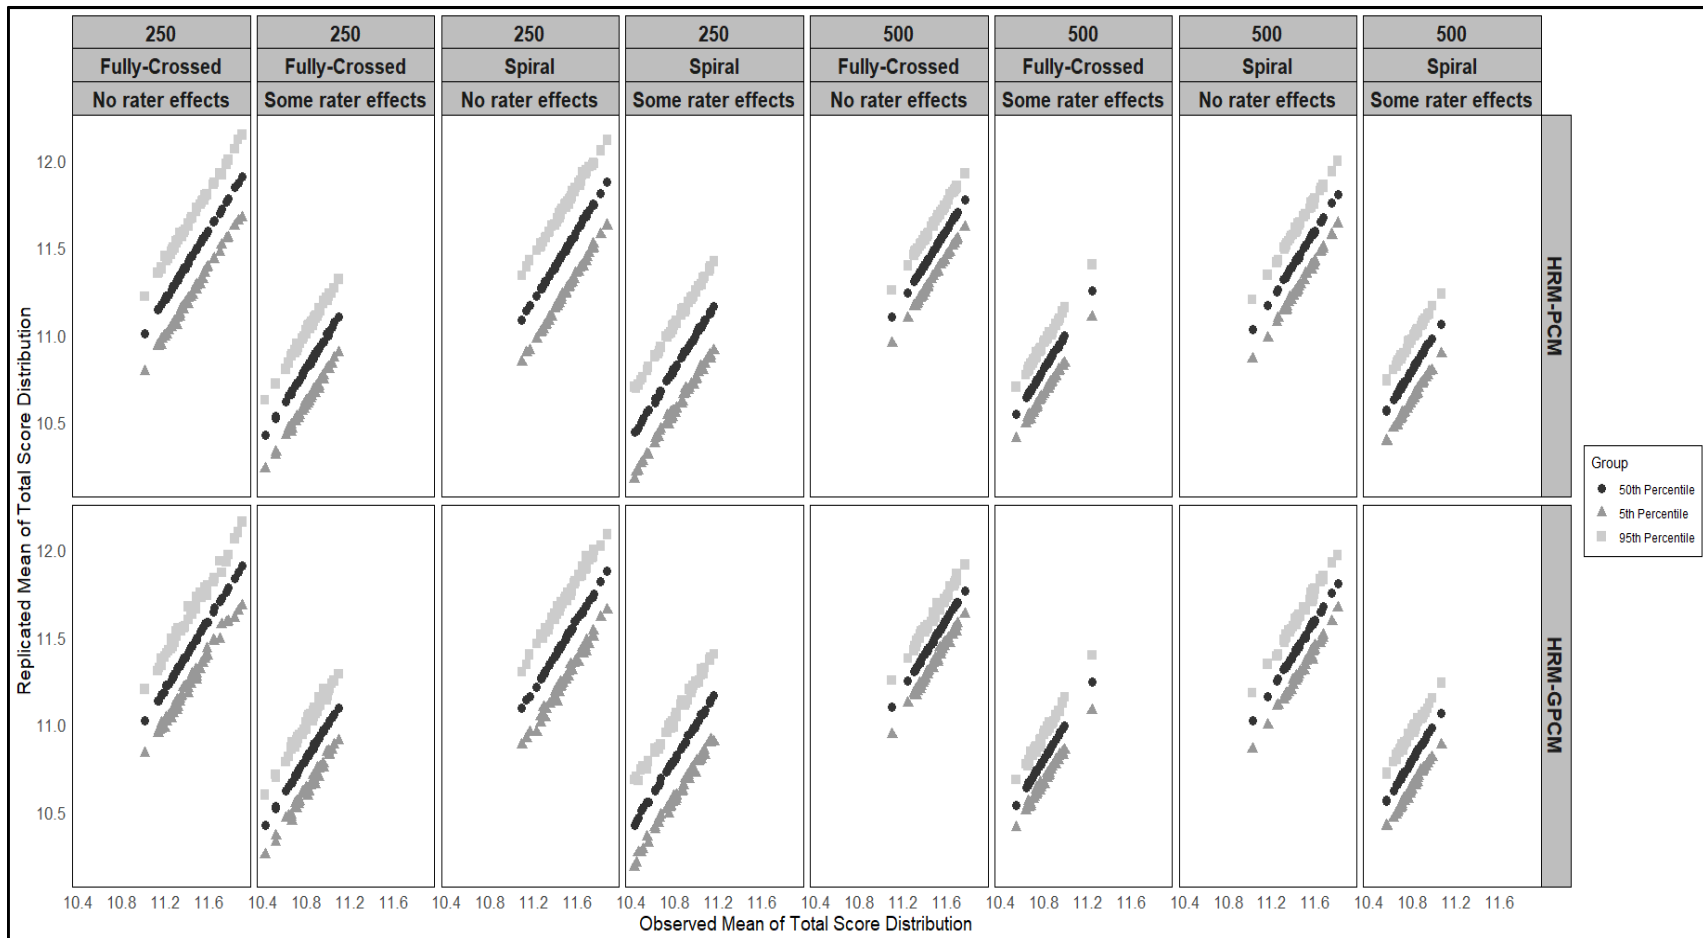 250 250 250 250 500 500 500 500
Fully-Crossed Fully-Crossed Spiral Spiral Fully-Crossed Fully-Crossed Spiral Spiral
No rater effects Some rater effects No rater effects Some rater effects No rater effects Some rater effects No rater effects Some rater effects
12.0
11.5
11.0
10.5
HRM-PCM
Replicated Mean of Total Score Distribution
Group
50th Percentile
5th Percentile
95th Percentile
12.0
11.5
11.0
10.5
HRM-GPCM
10.4 10.8 11.2 11.6 10.4 10.8 11.2 11.6 10.4 10.8 11.2 11.6 10.4 10.8 11.2 11.6 10.4 10.8 11.2 11.6 10.4 10.8 11.2 11.6 10.4 10.8 11.2 11.6 10.4 10.8 11.2 11.6
Observed Mean of Total Score Distribution